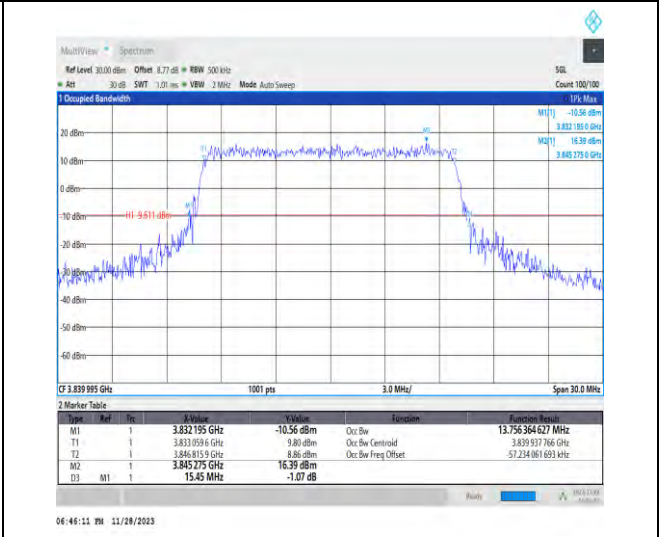 MultiView Spectrum
Ref Level 30.00 dBm Offset 8.77 dB RBW 500 kHz SGL
Att 30 dB SWT 1.01 ms VBW 2 MHz Mode Auto Sweep Count 100/100
1 Occupied Bandwidth 1Pk Max
M1[1] -10.56 dBm
3.832 195 0 GHz
M2[1] 16.39 dBm
3.845 275 0 GHz
20 dBm
10 dBm
0 dBm
-10 dBm
H1 -9.611 dBm
-20 dBm
-30 dBm
-40 dBm
-50 dBm
-60 dBm
M2
T1
T2
M1
CF 3.839 995 GHz 1001 pts 3.0 MHz/ Span 30.0 MHz
2 Marker Table
Type Ref Trc X-Value Y-Value Function Function Result
M1 1 3.832 195 GHz -10.56 dBm Occ Bw 13.756 364 627 MHz
T1 1 3.833 059 6 GHz 9.80 dBm Occ Bw Centroid 3.839 937 766 GHz
T2 1 3.846 815 9 GHz 8.86 dBm Occ Bw Freq Offset -57.234 061 693 kHz
M2 1 3.845 275 GHz 16.39 dBm
D3 M1 1 15.45 MHz -1.07 dB
Ready
06:46:11 PM 11/28/2023